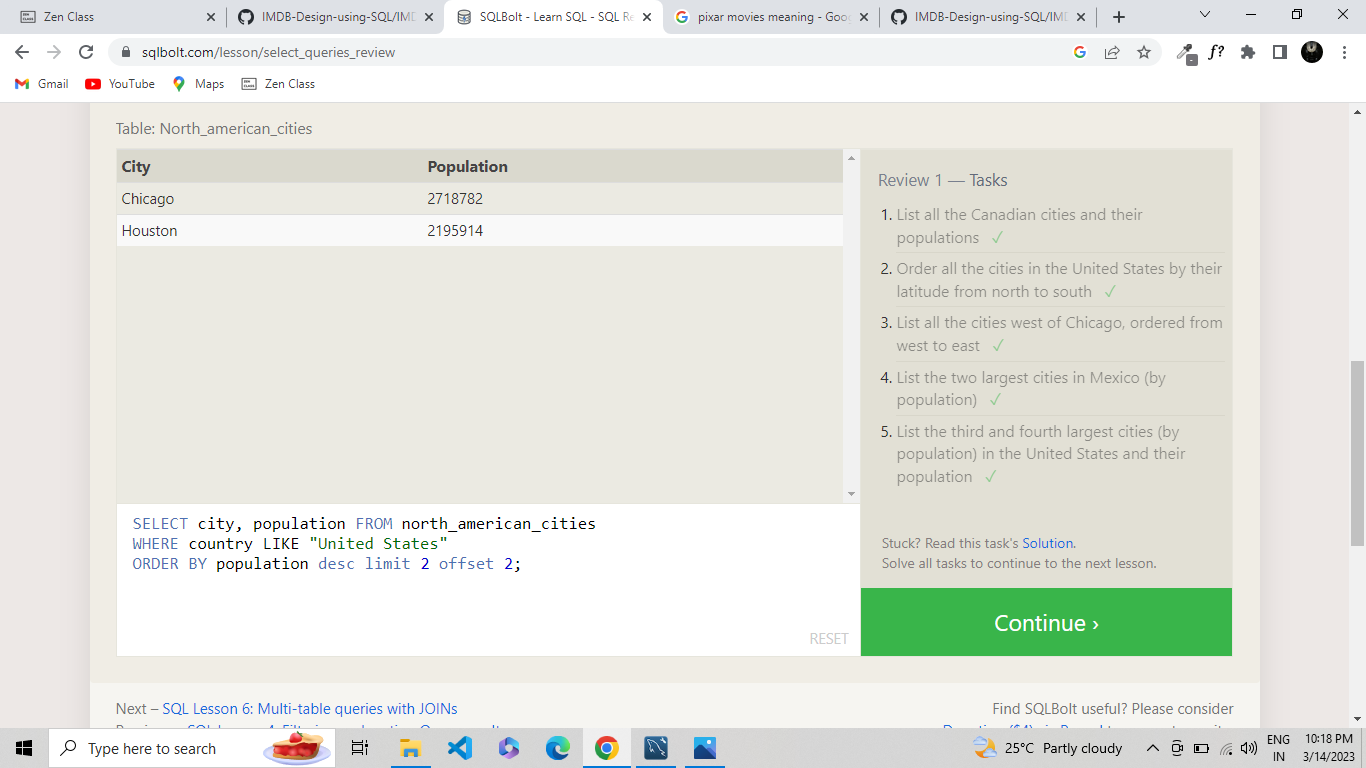 Zen Class
IMDB-Design-using-SQL/IMD
SQLBolt - Learn SQL - SQL Re
pixar movies meaning - Goo
IMDB-Design-using-SQL/IMD
sqlbolt.com/lesson/select_queries_review
f?
Gmail
YouTube
Maps
ZEN CLASS Zen Class
Table: North_american_cities
City Population
Chicago 2718782
Houston 2195914
SELECT city, population FROM north_american_cities
WHERE country LIKE "United States"
ORDER BY population desc limit 2 offset 2;
RESET
Review 1 — Tasks
1. List all the Canadian cities and their
populations ✓
2. Order all the cities in the United States by their
latitude from north to south ✓
3. List all the cities west of Chicago, ordered from
west to east ✓
4. List the two largest cities in Mexico (by
population) ✓
5. List the third and fourth largest cities (by
population) in the United States and their
population ✓
Stuck? Read this task's Solution.
Solve all tasks to continue to the next lesson.
Continue ›
Next – SQL Lesson 6: Multi-table queries with JOINs
Find SQLBolt useful? Please consider
Type here to search
25°C Partly cloudy
ENG
IN
10:18 PM
3/14/2023